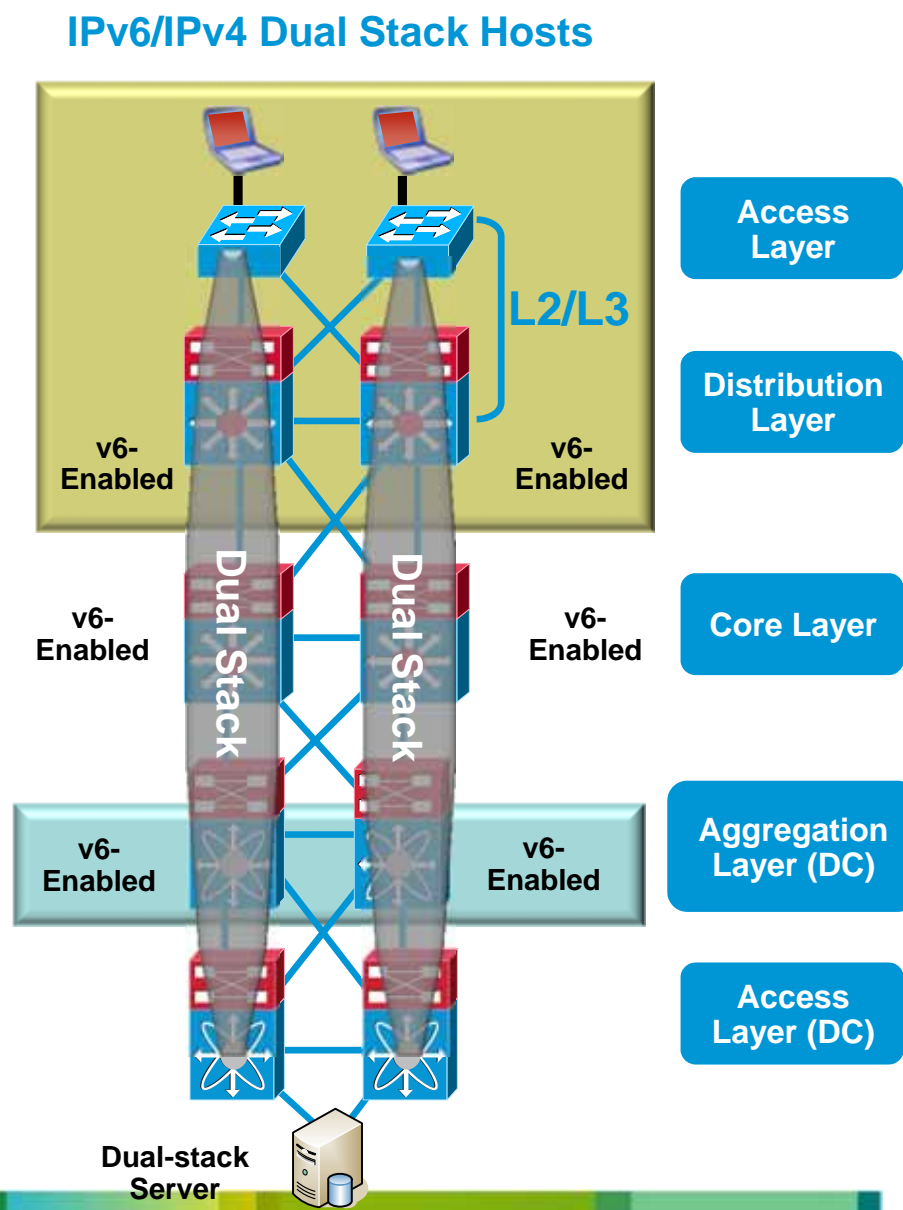 IPv6/IPv4 Dual Stack Hosts
Access
Layer
L2/L3
Distribution
Layer
v6-
Enabled
v6-
Enabled
Dual Stack
Dual Stack
v6-
Enabled
v6-
Enabled
Core Layer
v6-
Enabled
v6-
Enabled
Aggregation
Layer (DC)
Access
Layer (DC)
Dual-stack
Server